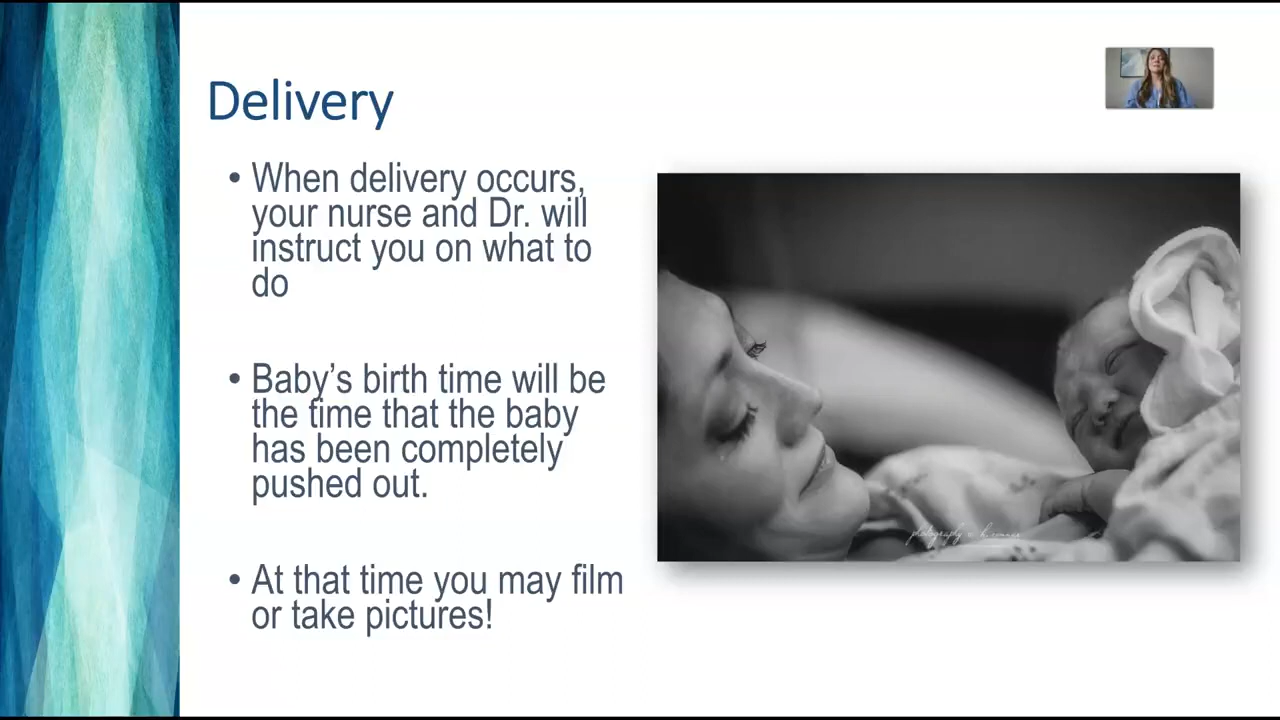 Delivery
• When delivery occurs,
your nurse and Dr. will
instruct you on what to
do
• Baby’s birth time will be
the time that the baby
has been completely
pushed out.
• At that time you may film
or take pictures!
photography